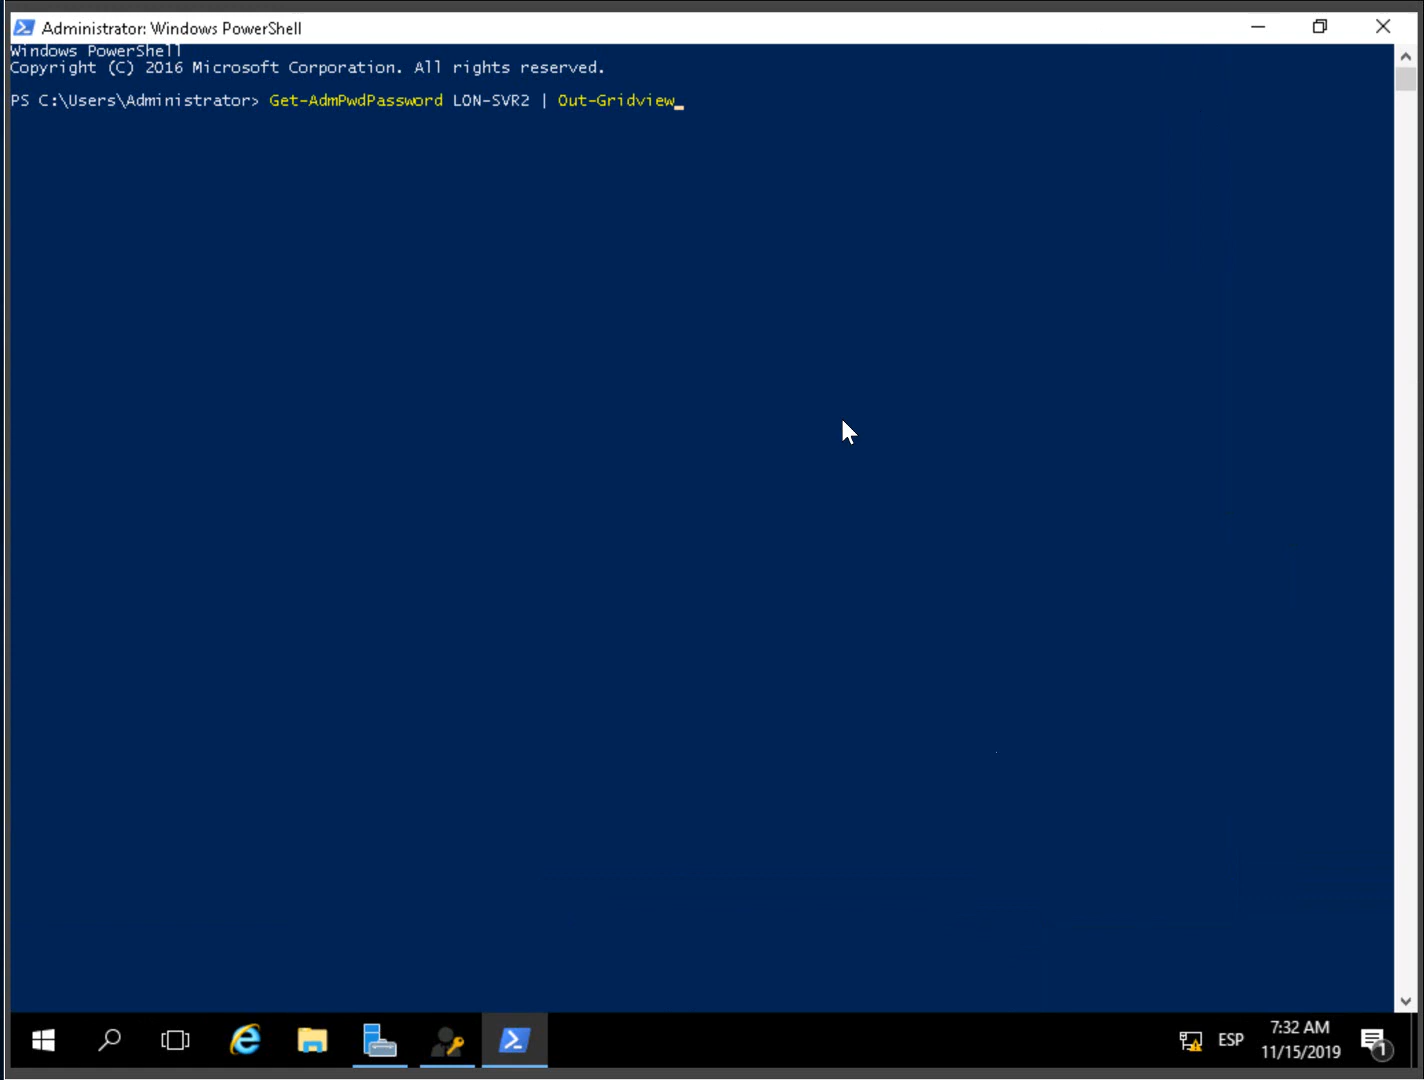 Administrator: Windows PowerShell
Windows PowerShell
Copyright (C) 2016 Microsoft Corporation. All rights reserved.
PS C:\Users\Administrator> Get-AdmPwdPassword LON-SVR2 | Out-Gridview_
ESP
7:32 AM
11/15/2019
1